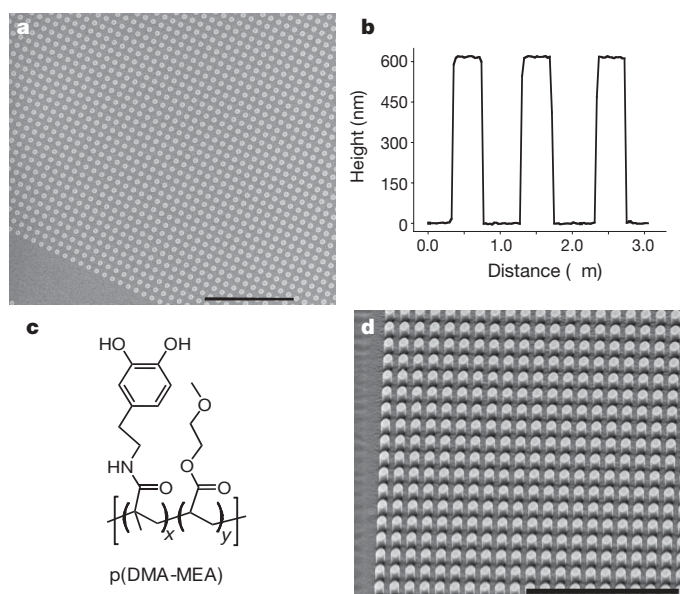 a
b
600
450
300
150
0
Height (nm)
0.0 1.0 2.0 3.0
Distance ( m)
c
HO OH
O
HN O
O O
x y
p(DMA-MEA)
d